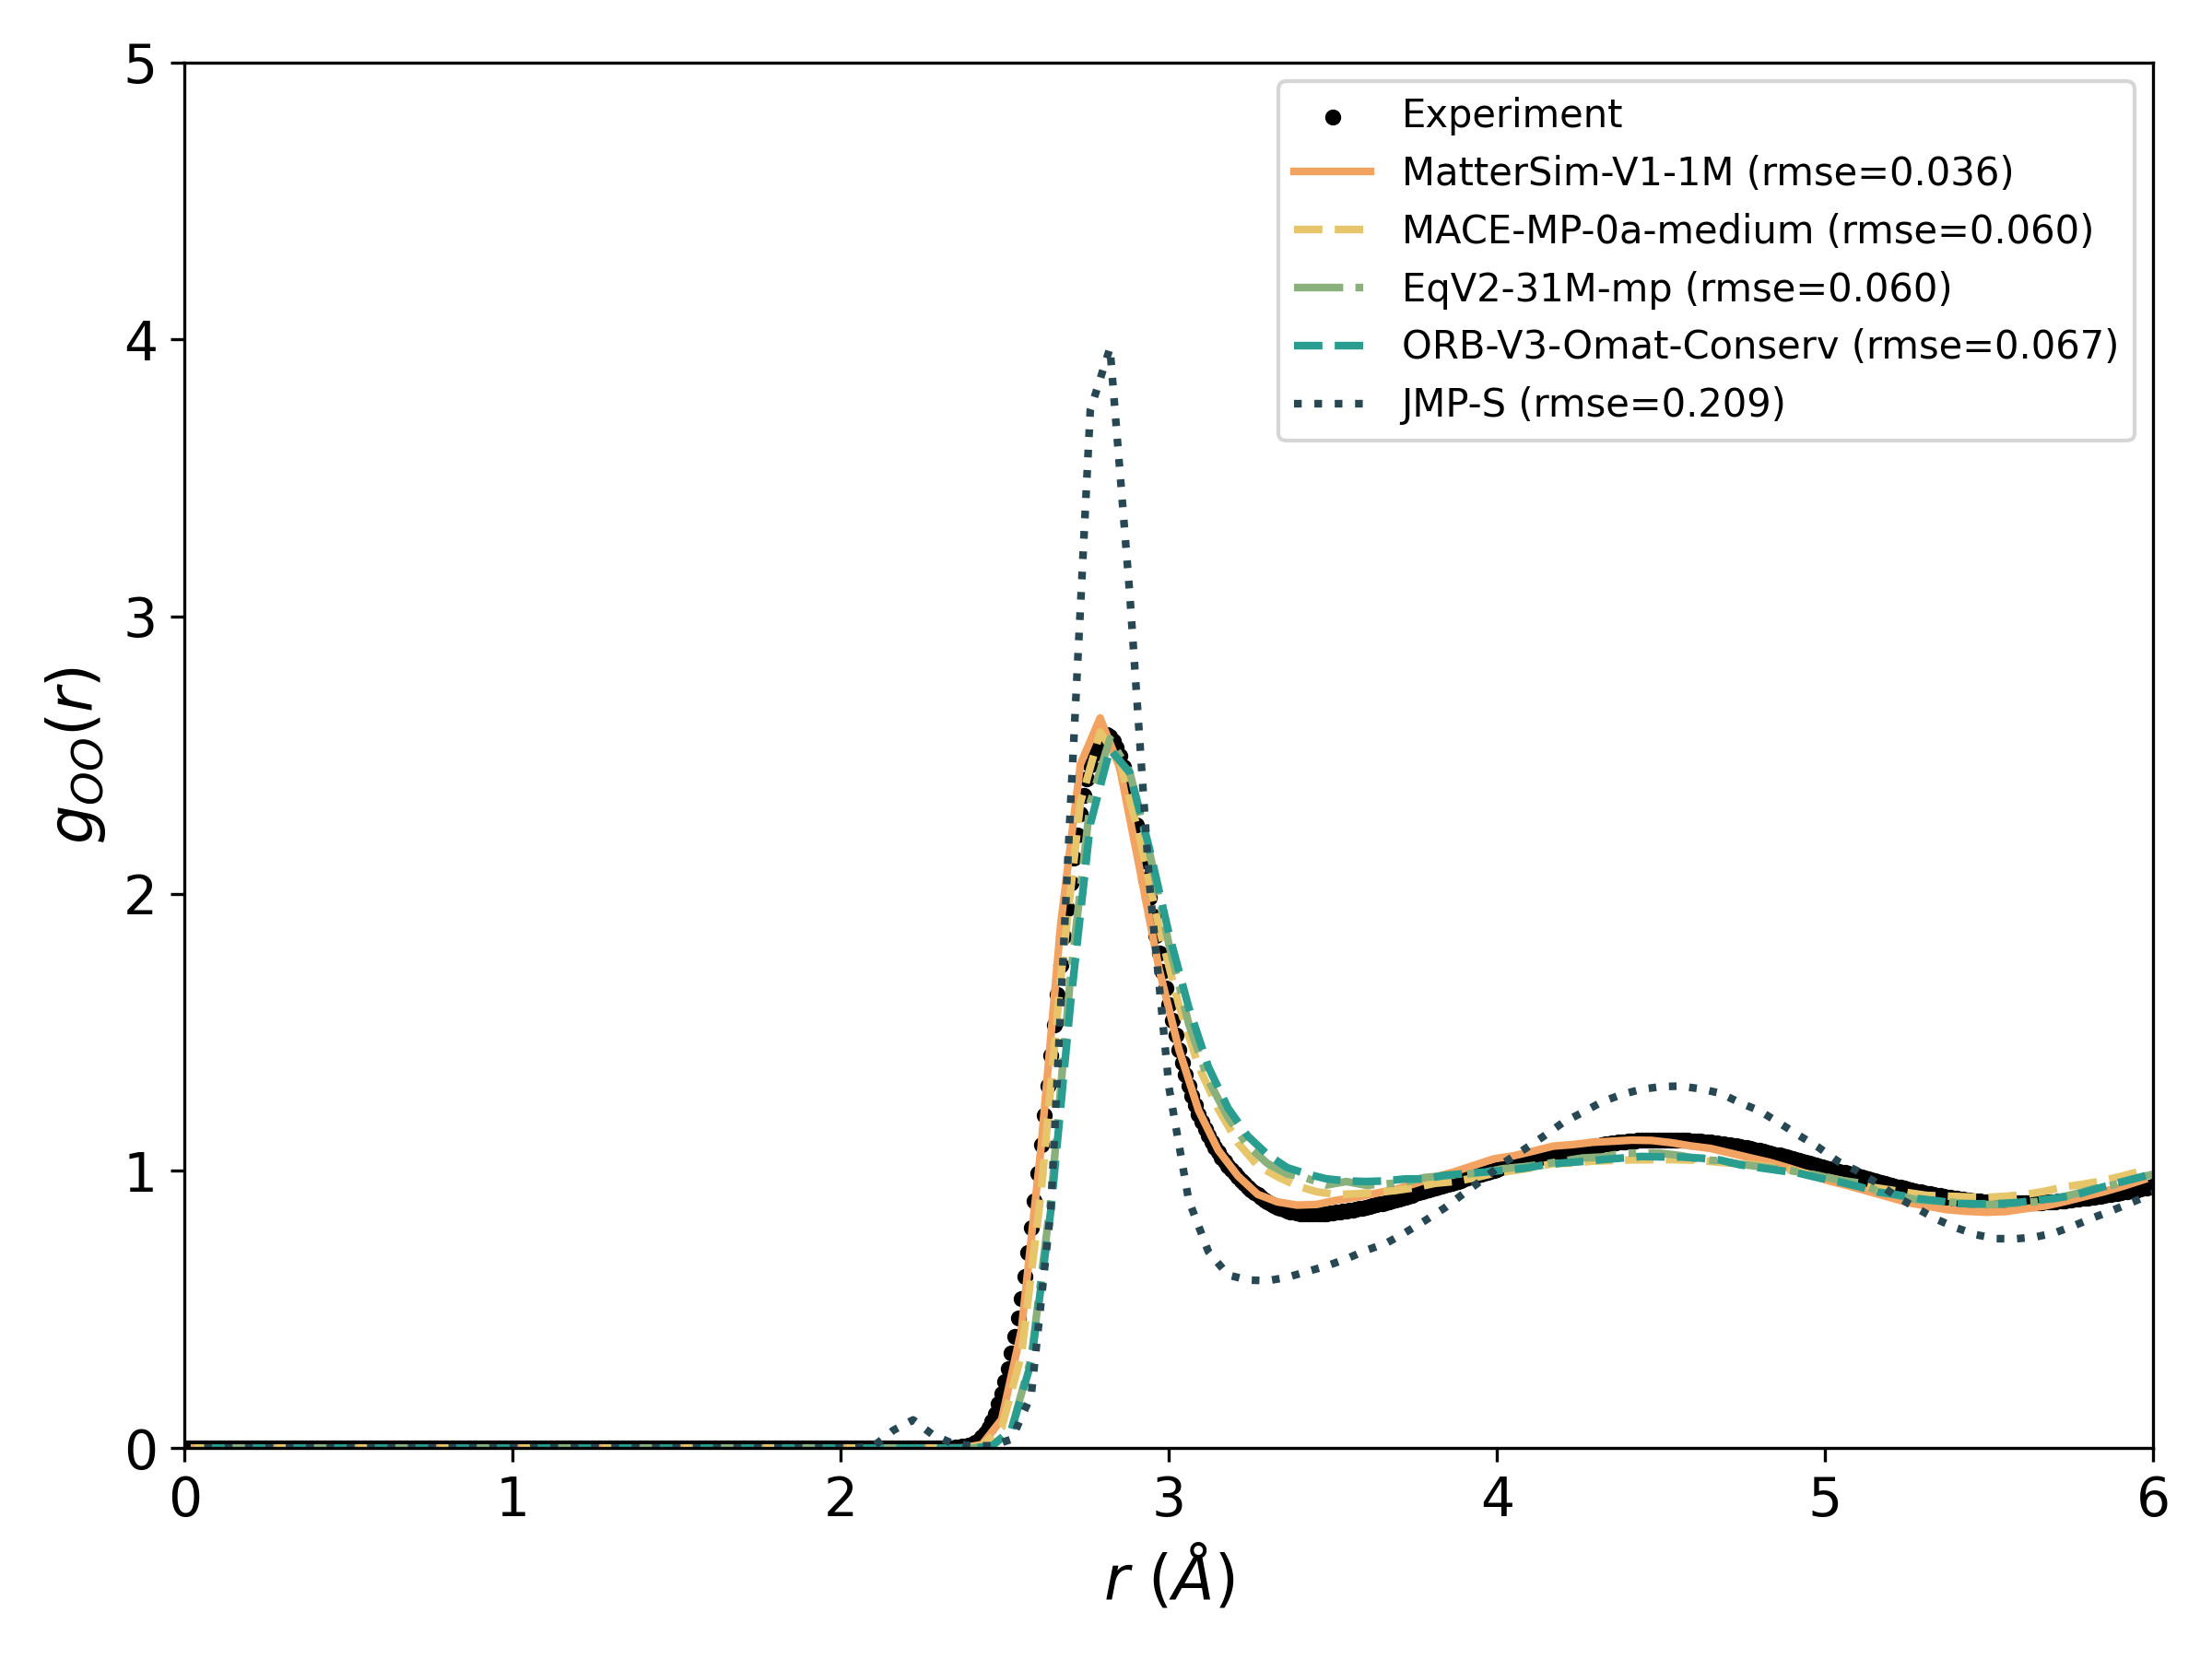 5
4
3
2
1
0
g_OO(r)
0 1 2 3 4 5 6
r (Å)
Experiment
MatterSim-V1-1M (rmse=0.036)
MACE-MP-0a-medium (rmse=0.060)
EqV2-31M-mp (rmse=0.060)
ORB-V3-Omat-Conserv (rmse=0.067)
JMP-S (rmse=0.209)